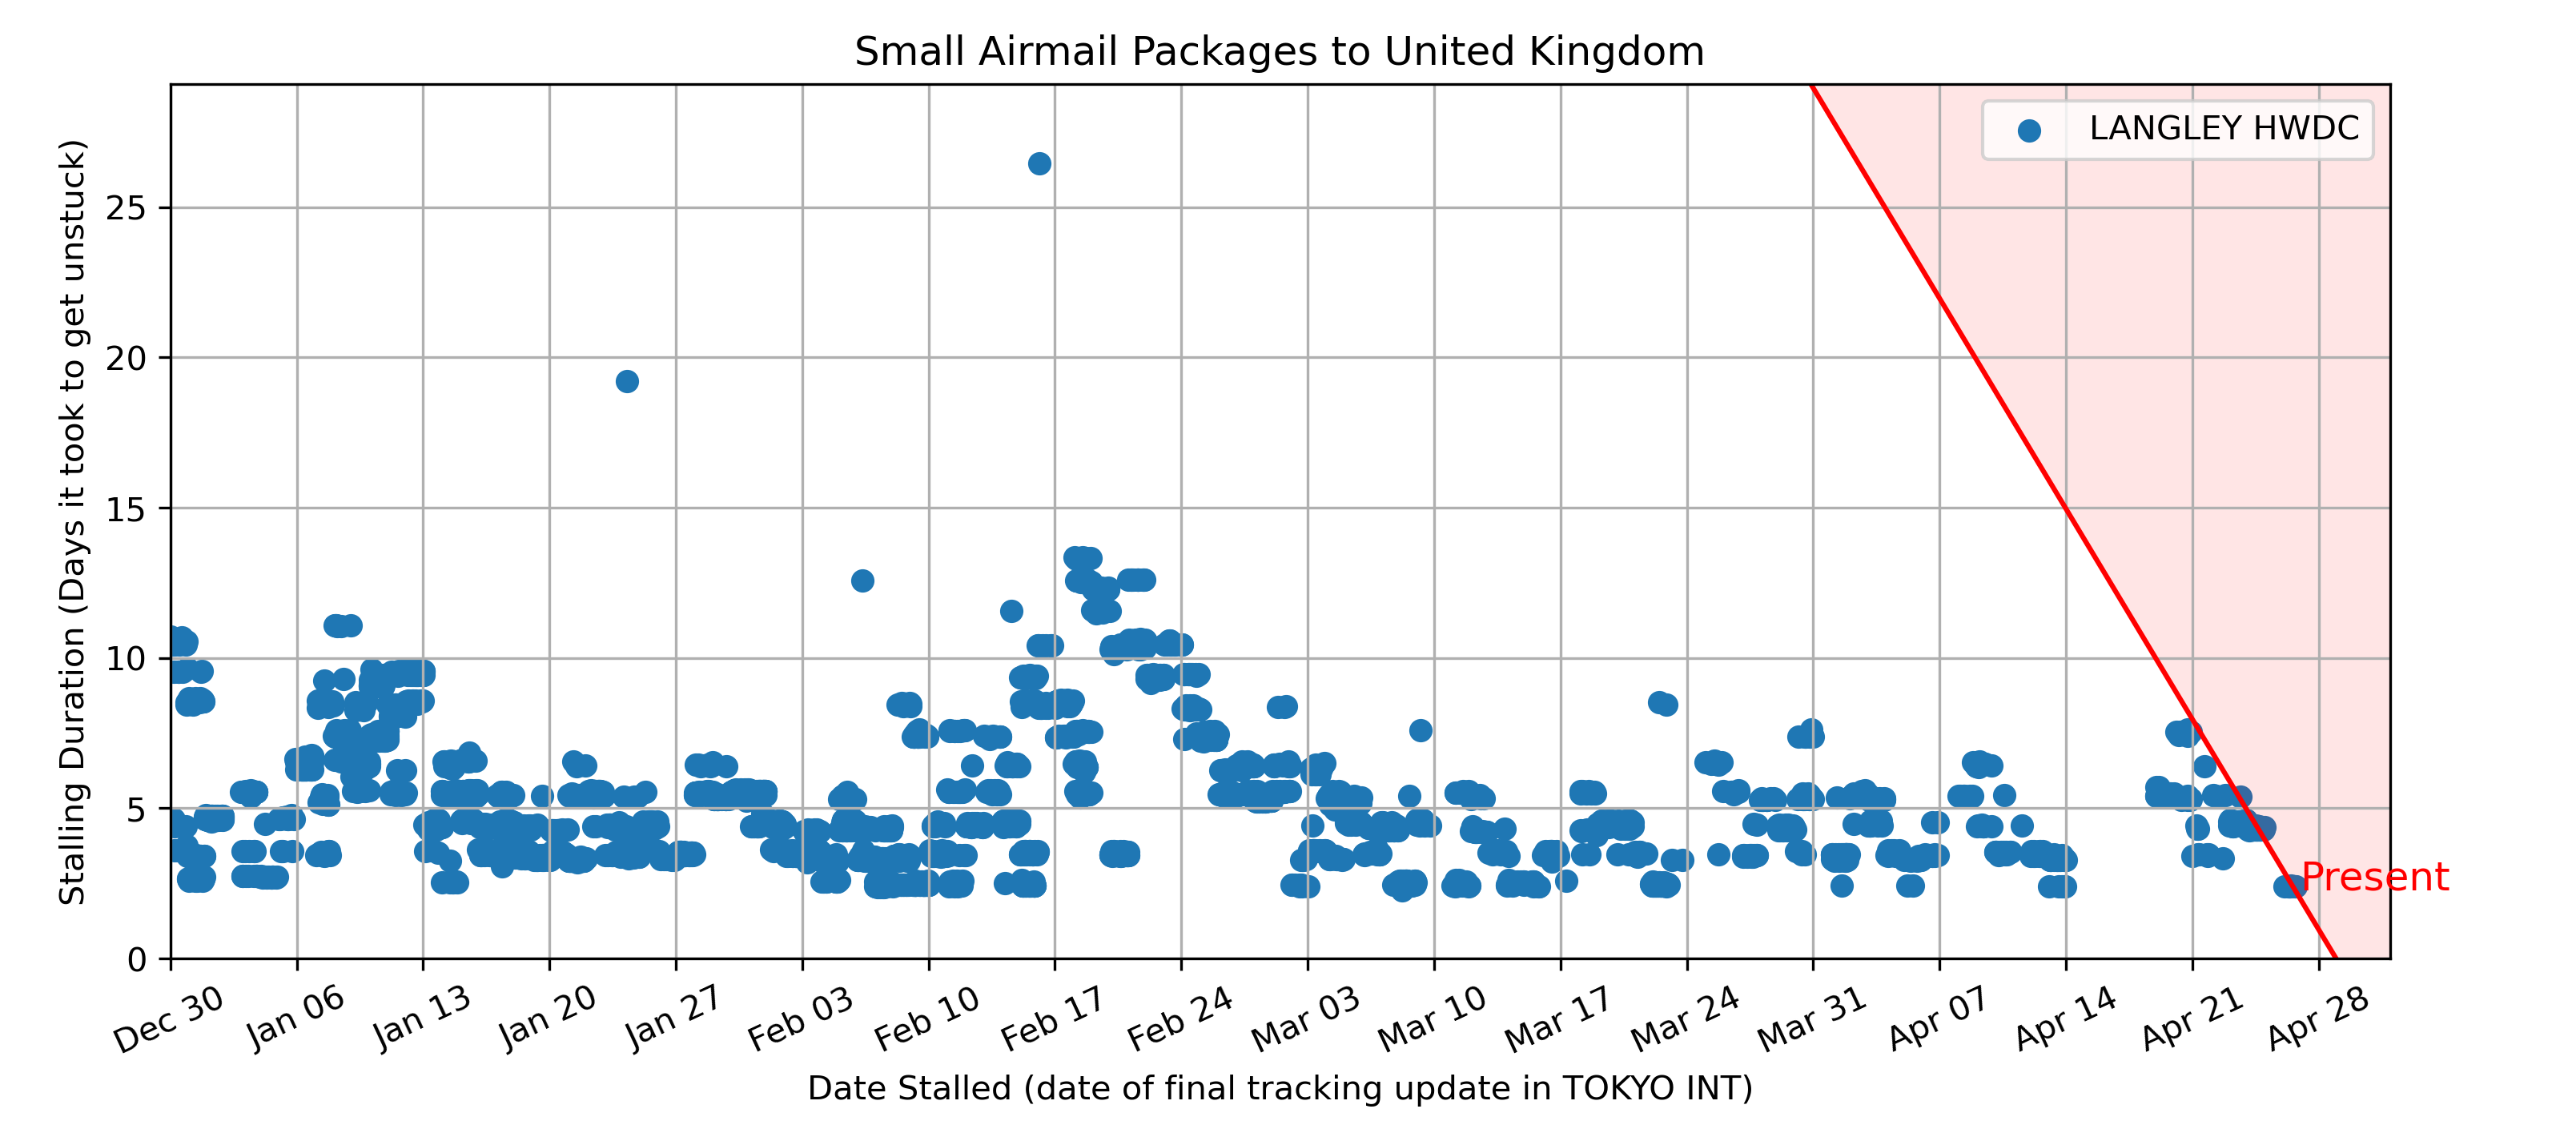 Small Airmail Packages to United Kingdom
LANGLEY HWDC
Stalling Duration (Days it took to get unstuck)
25
20
15
10
5
0
Present
Dec 30
Jan 06
Jan 13
Jan 20
Jan 27
Feb 03
Feb 10
Feb 17
Feb 24
Mar 03
Mar 10
Mar 17
Mar 24
Mar 31
Apr 07
Apr 14
Apr 21
Apr 28
Date Stalled (date of final tracking update in TOKYO INT)